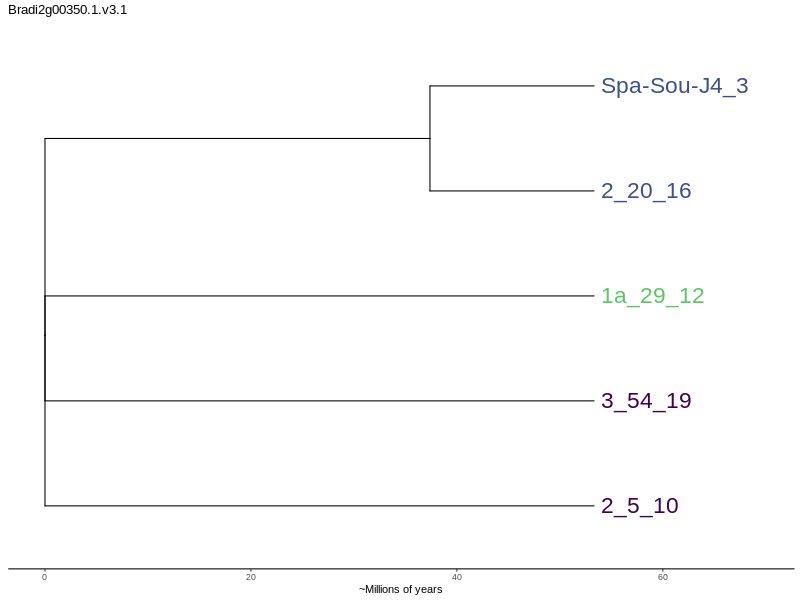 Bradi2g00350.1.v3.1
Spa-Sou-J4_3
2_20_16
1a_29_12
3_54_19
2_5_10
0 20 40 60
~Millions of years